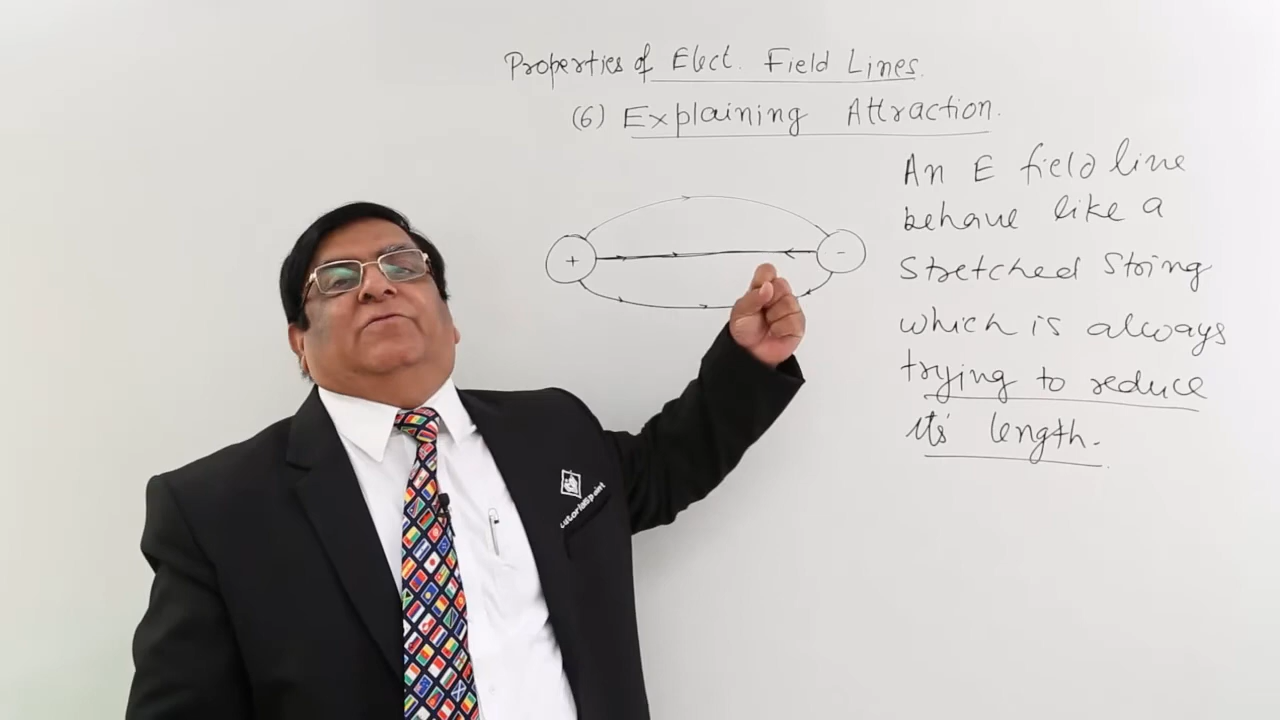 Properties of Elect. Field Lines.
(6) Explaining Attraction.
An E field line
behave like a
stretched string
which is always
trying to reduce
its' length.
+
-
tutorialspoint